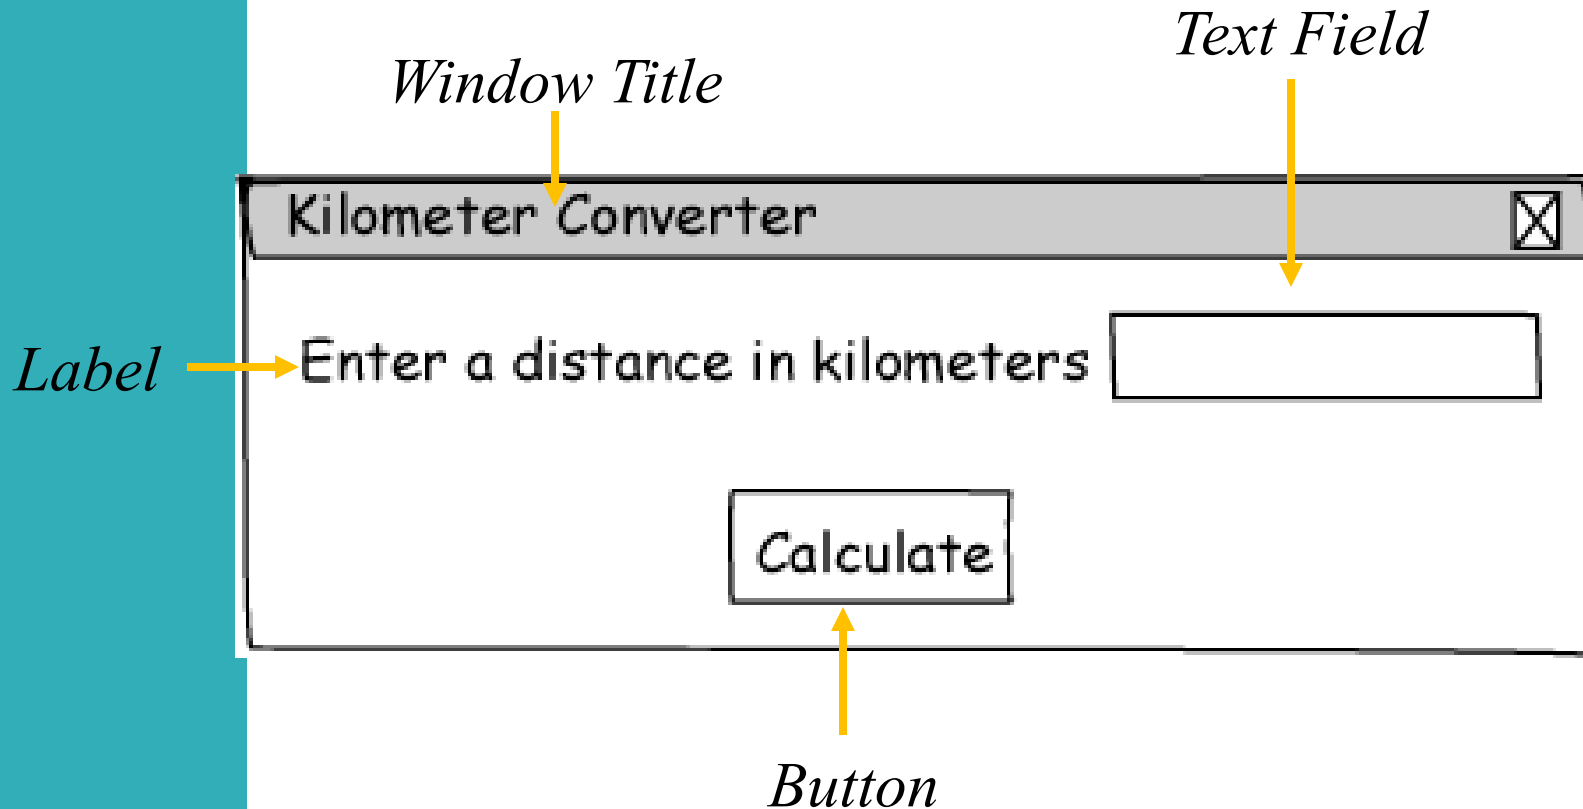 Text Field
Window Title
Kilometer Converter
Label
Enter a distance in kilometers
Calculate
Button